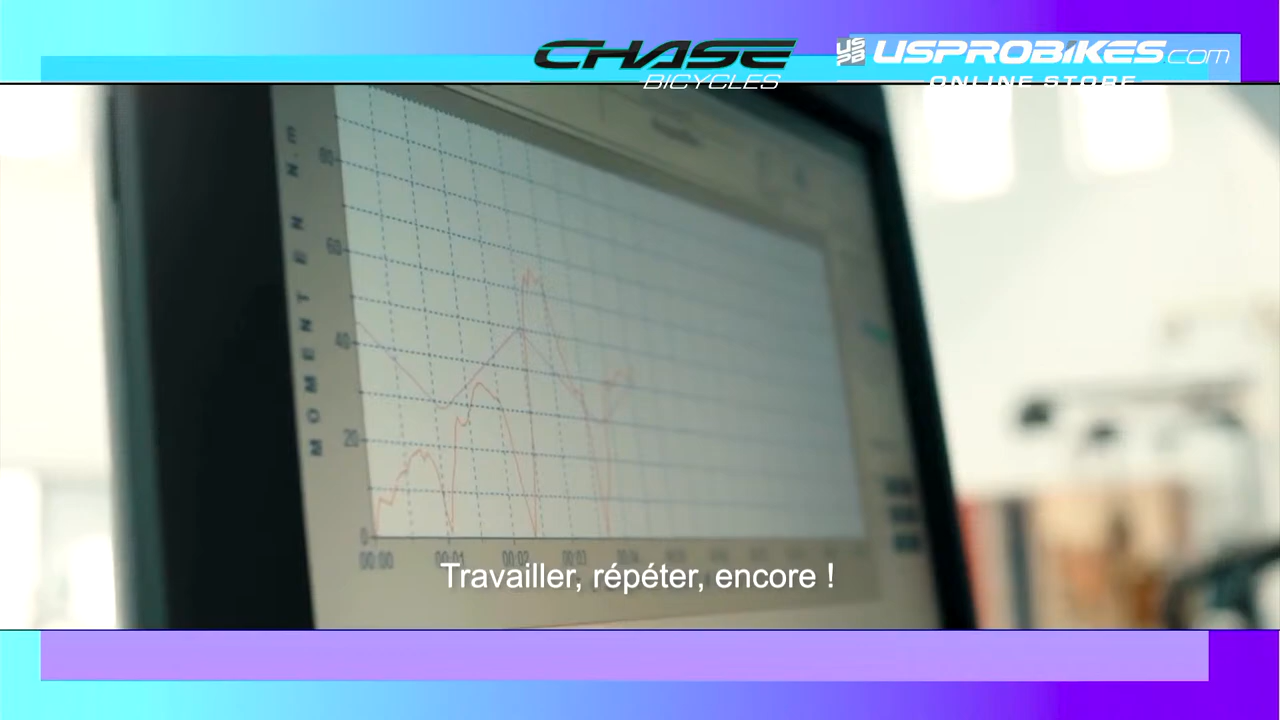 CHASE
BICYCLES
USPROBIKES.com
ONLINE STORE
MOMENT EN N.m
80
60
40
20
0
00:00 00:01 00:02 00:03 00:04
Travailler, répéter, encore !